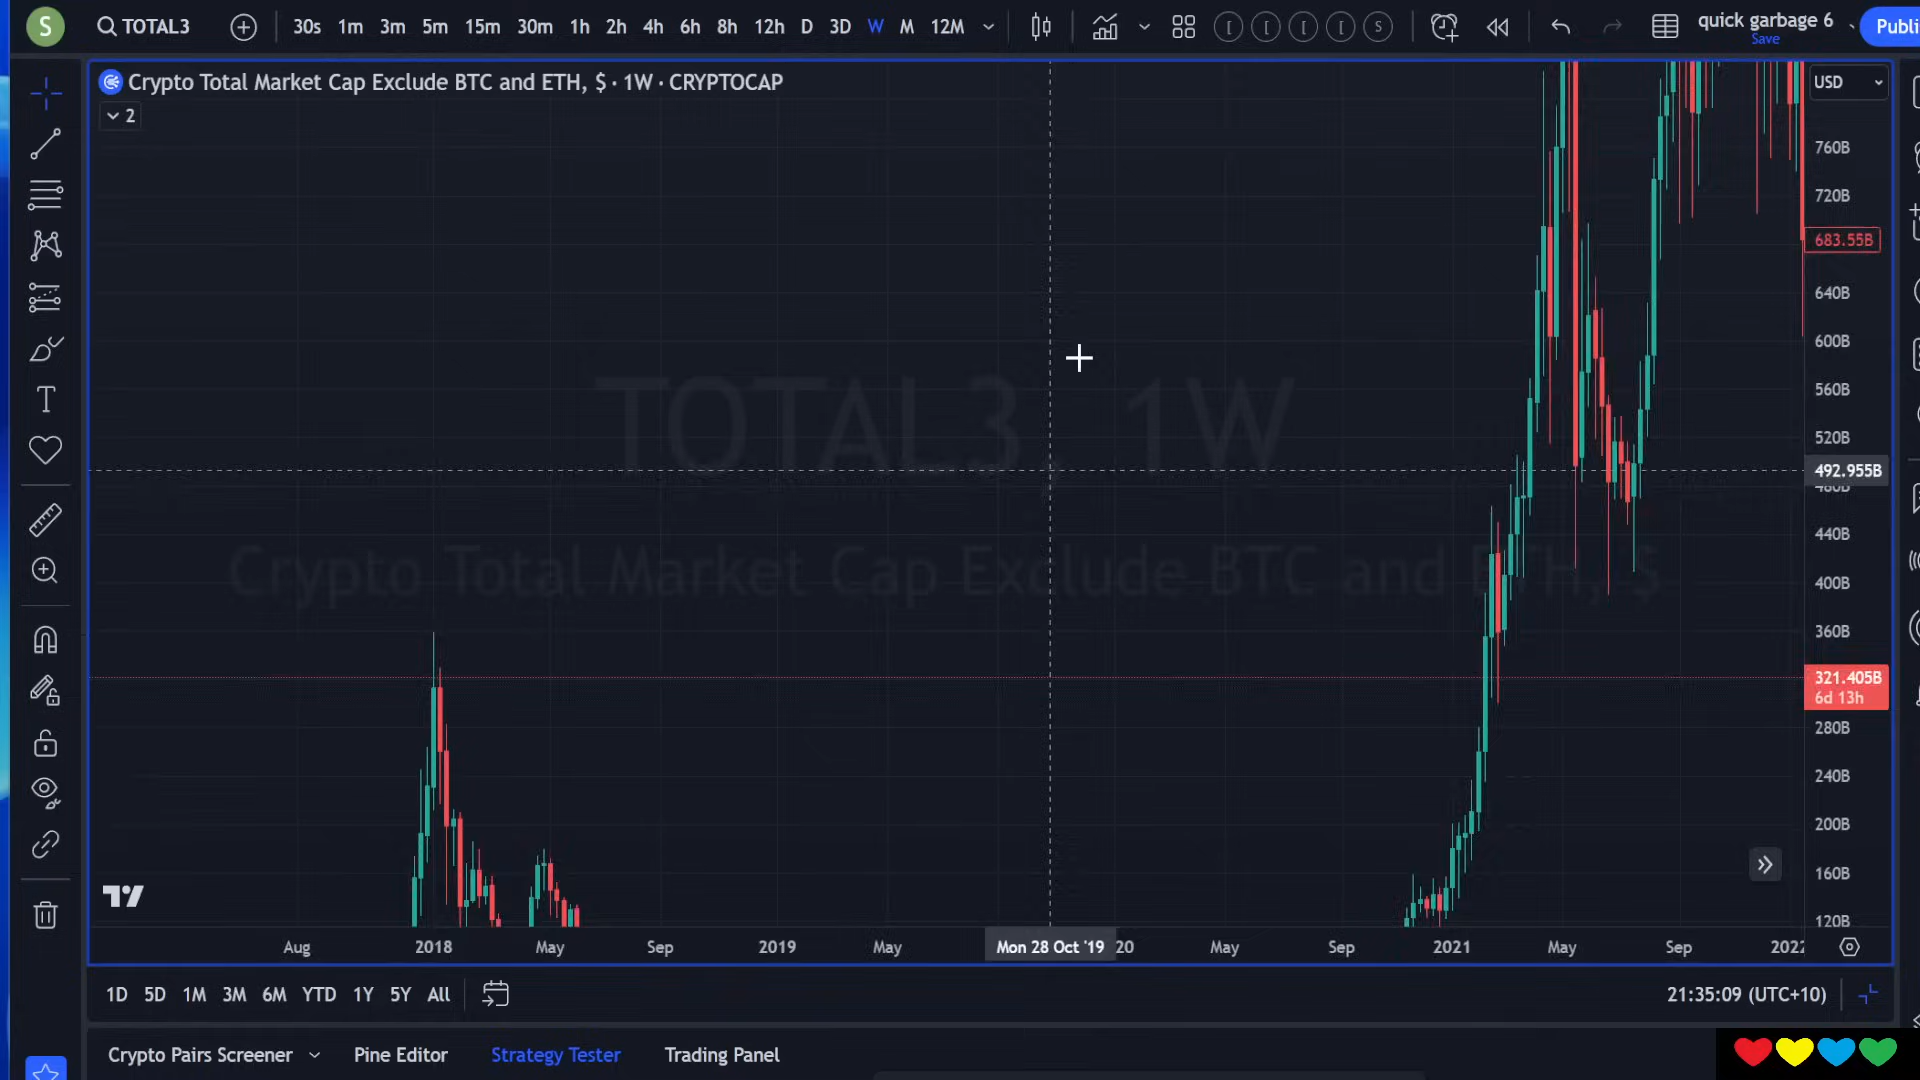 S TOTAL3 30s 1m 3m 5m 15m 30m 1h 2h 4h 6h 8h 12h D 3D W M 12M [ [ [ [ S quick garbage 6 Publi
Save
Crypto Total Market Cap Exclude BTC and ETH, $ · 1W · CRYPTOCAP
USD
2
760B
720B
683.55B
640B
600B
560B
TOTAL3, 1W
520B
492.955B
480B
440B
Crypto Total Market Cap Exclude BTC and ETH, $
400B
360B
321.405B
6d 13h
280B
240B
200B
160B
120B
Aug 2018 May Sep 2019 May Mon 28 Oct '19 20 May Sep 2021 May Sep 2022
1D 5D 1M 3M 6M YTD 1Y 5Y All 21:35:09 (UTC+10)
Crypto Pairs Screener Pine Editor Strategy Tester Trading Panel